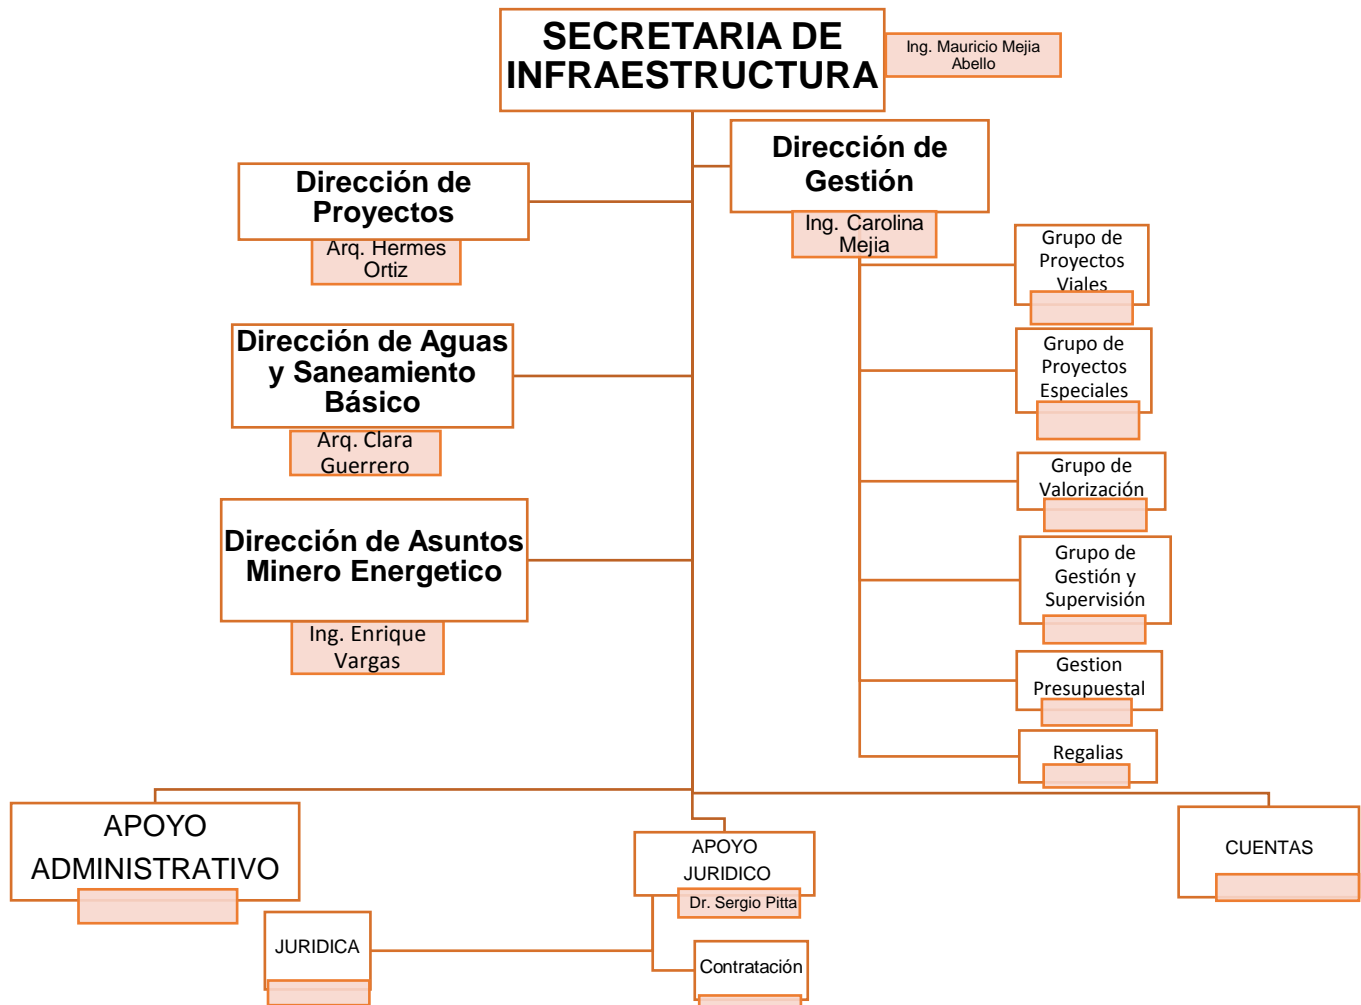 SECRETARIA DE
INFRAESTRUCTURA
Ing. Mauricio Mejia
Abello
Dirección de
Gestión
Ing. Carolina
Mejia
Dirección de
Proyectos
Arq. Hermes
Ortiz
Grupo de
Proyectos
Viales
Dirección de Aguas
y Saneamiento
Básico
Arq. Clara
Guerrero
Grupo de
Proyectos
Especiales
Grupo de
Valorización
Dirección de Asuntos
Minero Energetico
Ing. Enrique
Vargas
Grupo de
Gestión y
Supervisión
Gestion
Presupuestal
Regalias
APOYO
ADMINISTRATIVO
APOYO
JURIDICO
Dr. Sergio Pitta
CUENTAS
JURIDICA
Contratación